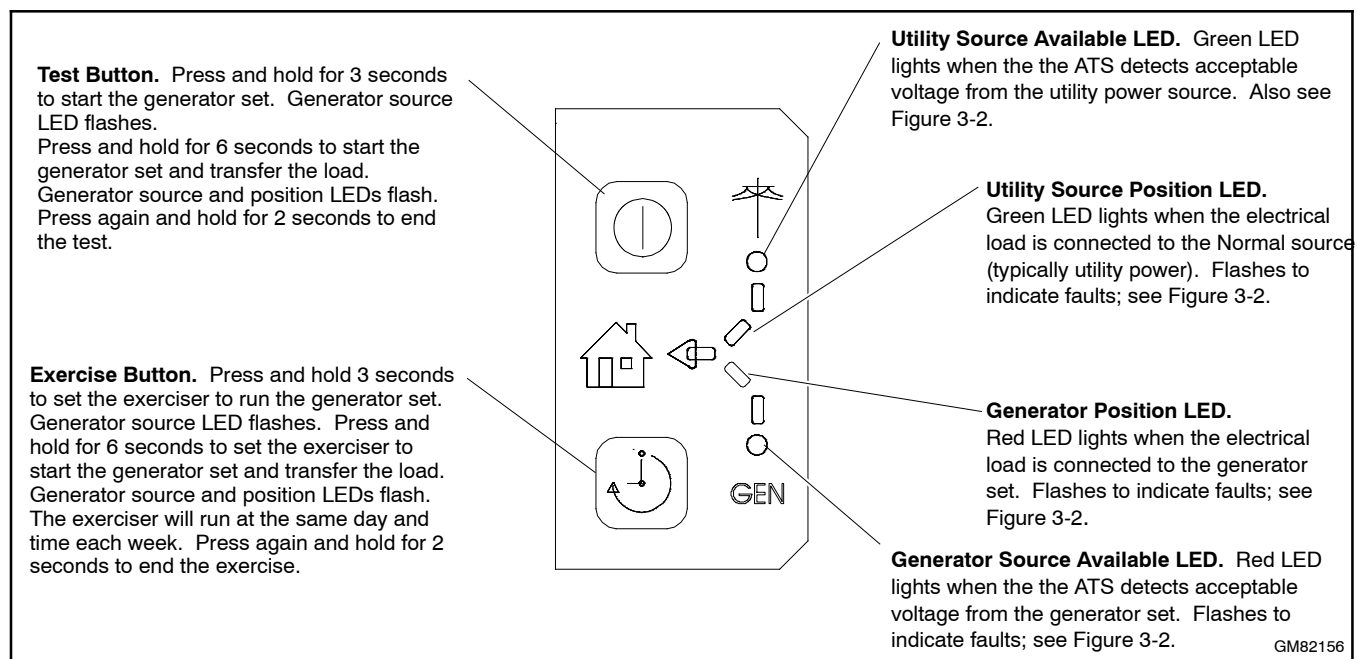 Test Button. Press and hold for 3 seconds
to start the generator set. Generator source
LED flashes.
Press and hold for 6 seconds to start the
generator set and transfer the load.
Generator source and position LEDs flash.
Press again and hold for 2 seconds to end
the test.
Exercise Button. Press and hold 3 seconds
to set the exerciser to run the generator set.
Generator source LED flashes. Press and
hold for 6 seconds to set the exerciser to
start the generator set and transfer the load.
Generator source and position LEDs flash.
The exerciser will run at the same day and
time each week. Press again and hold for 2
seconds to end the exercise.
GEN
Utility Source Available LED. Green LED
lights when the the ATS detects acceptable
voltage from the utility power source. Also see
Figure 3-2.
Utility Source Position LED.
Green LED lights when the electrical
load is connected to the Normal source
(typically utility power). Flashes to
indicate faults; see Figure 3-2.
Generator Position LED.
Red LED lights when the electrical
load is connected to the generator
set. Flashes to indicate faults; see
Figure 3-2.
Generator Source Available LED. Red LED
lights when the the ATS detects acceptable
voltage from the generator set. Flashes to
indicate faults; see Figure 3-2.
GM82156